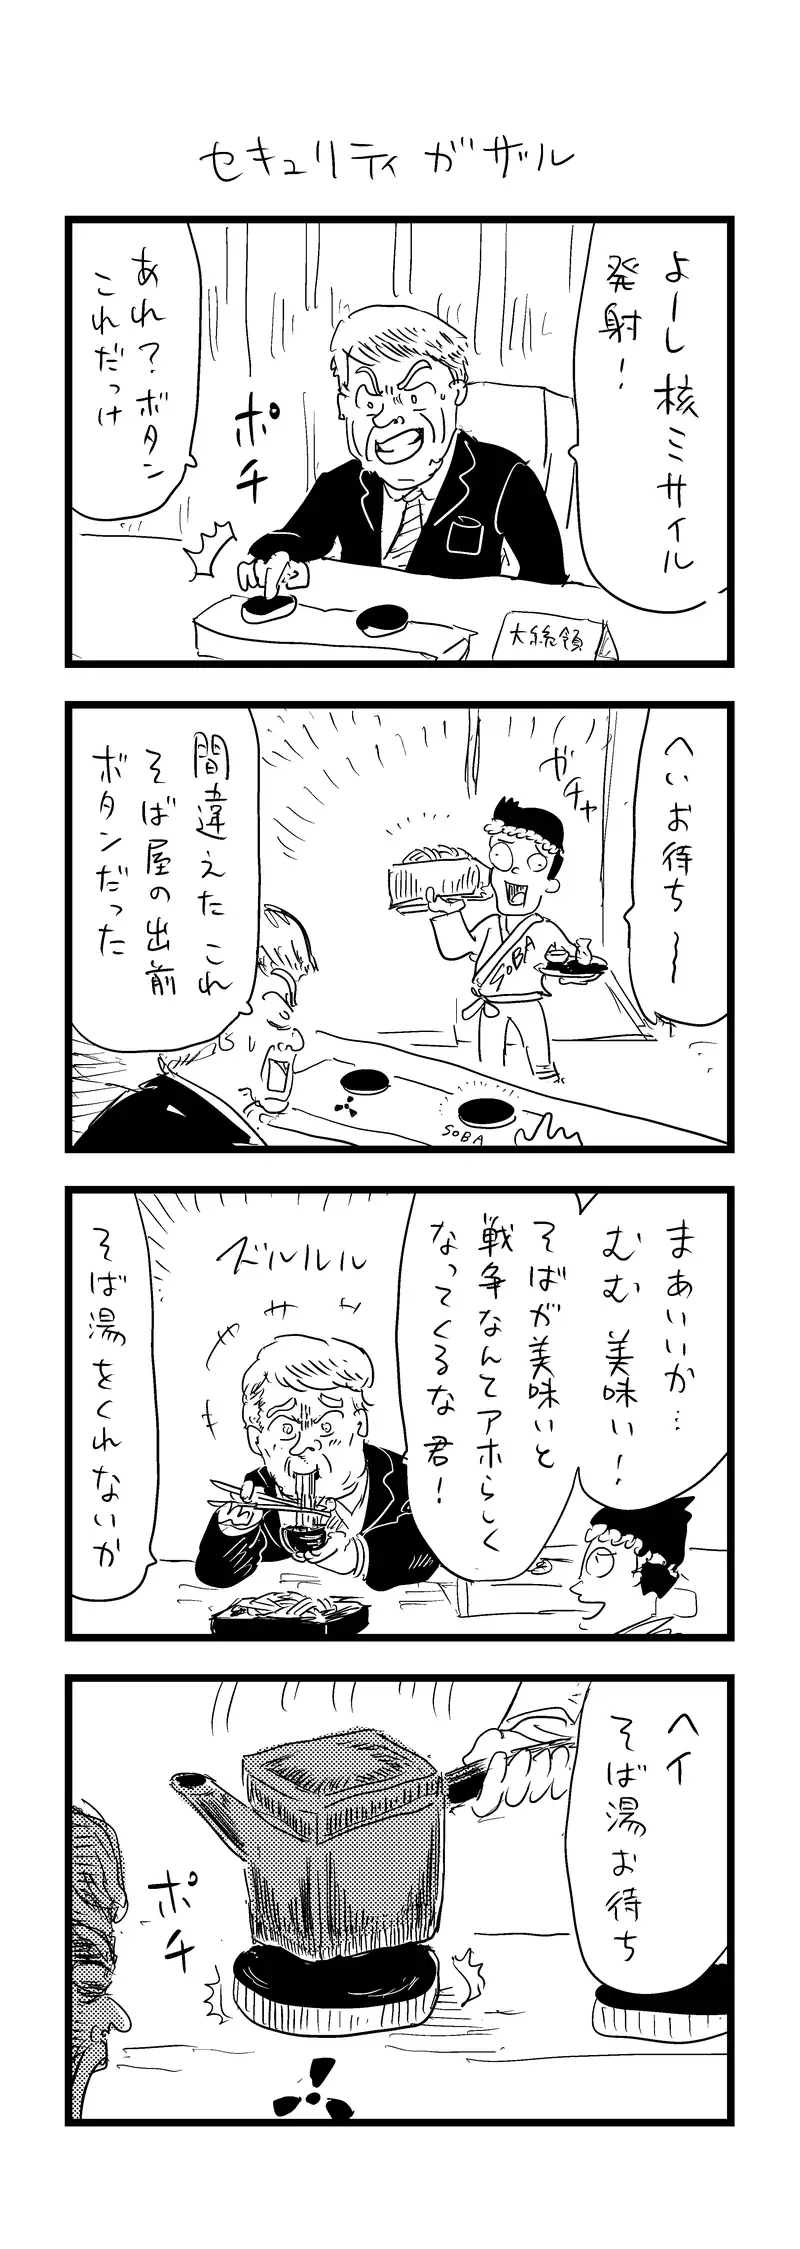 セキュリティ ガザル
よーし 核ミサイル
発射！
あれ？ボタン
これだっけ
ポチ
大統領
へいお待ち〜
ガチャ
SOBA
間違えた これ
そば屋の出前
ボタンだった
SOBA
まあいいか…
むむ 美味い！
そばが美味いと
戦争なんてアホらしく
なってくるな 君！
ズルルル
そば湯をくれないか
ヘイ
そば湯お待ち
ポチ